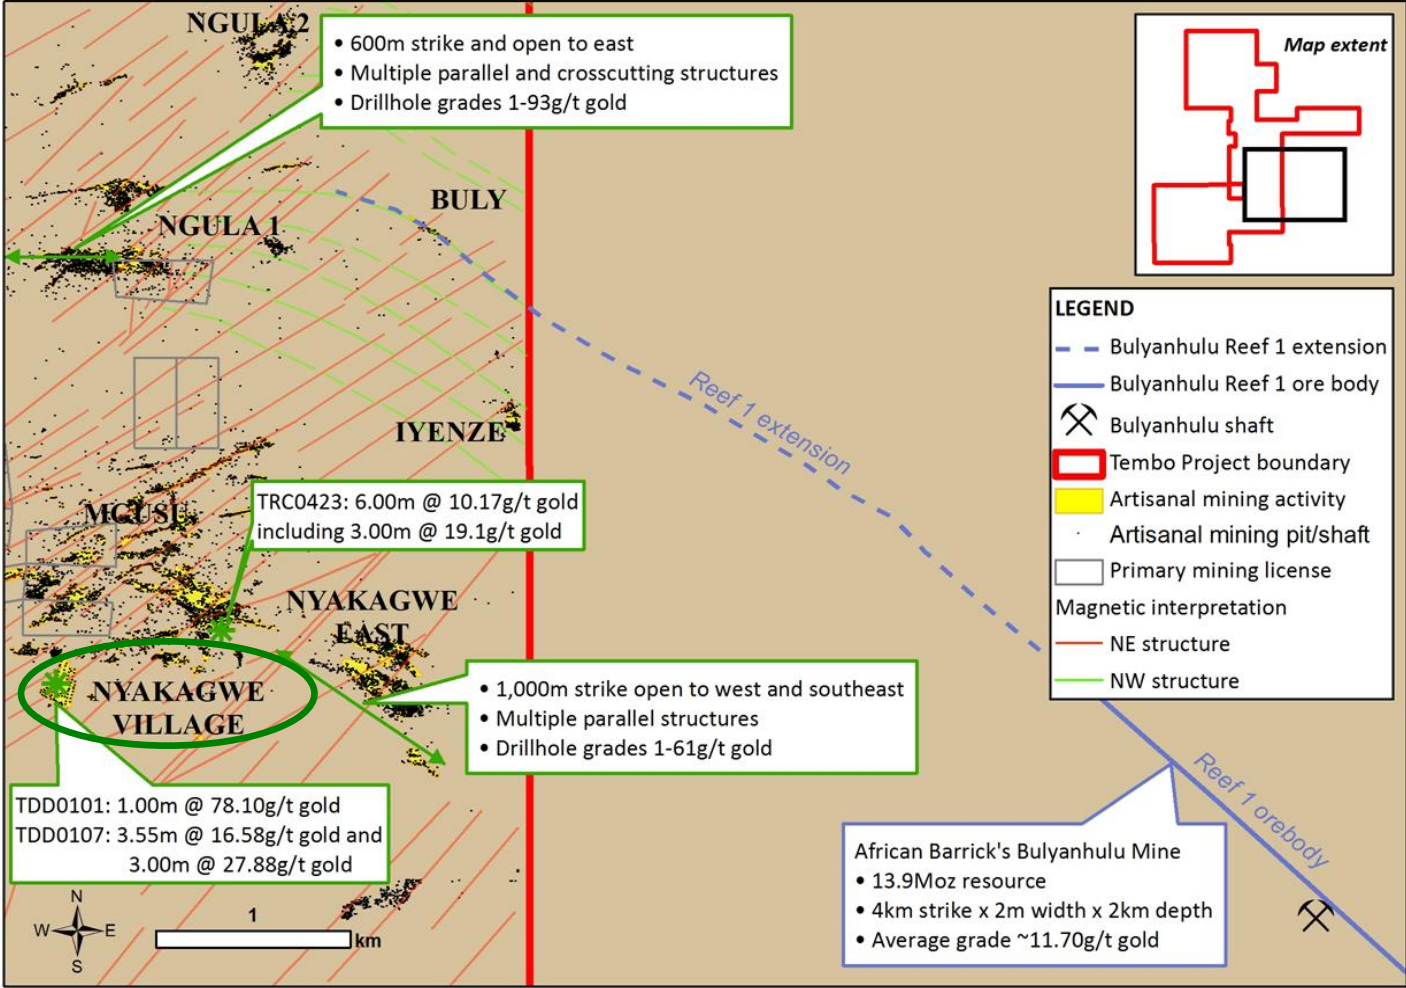 NGULA 2
• 600m strike and open to east
• Multiple parallel and crosscutting structures
• Drillhole grades 1-93g/t gold
Map extent
BULY
NGULA 1
LEGEND
Bulyanhulu Reef 1 extension
Bulyanhulu Reef 1 ore body
Bulyanhulu shaft
Tembo Project boundary
Artisanal mining activity
Artisanal mining pit/shaft
Primary mining license
Magnetic interpretation
NE structure
NW structure
Reef 1 extension
IYENZE
TRC0423: 6.00m @ 10.17g/t gold
including 3.00m @ 19.1g/t gold
MGUSU
NYAKAGWE
EAST
NYAKAGWE
VILLAGE
• 1,000m strike open to west and southeast
• Multiple parallel structures
• Drillhole grades 1-61g/t gold
TDD0101: 1.00m @ 78.10g/t gold
TDD0107: 3.55m @ 16.58g/t gold and
3.00m @ 27.88g/t gold
Reef 1 orebody
African Barrick's Bulyanhulu Mine
• 13.9Moz resource
• 4km strike x 2m width x 2km depth
• Average grade ~11.70g/t gold
N
W E
S
1
km